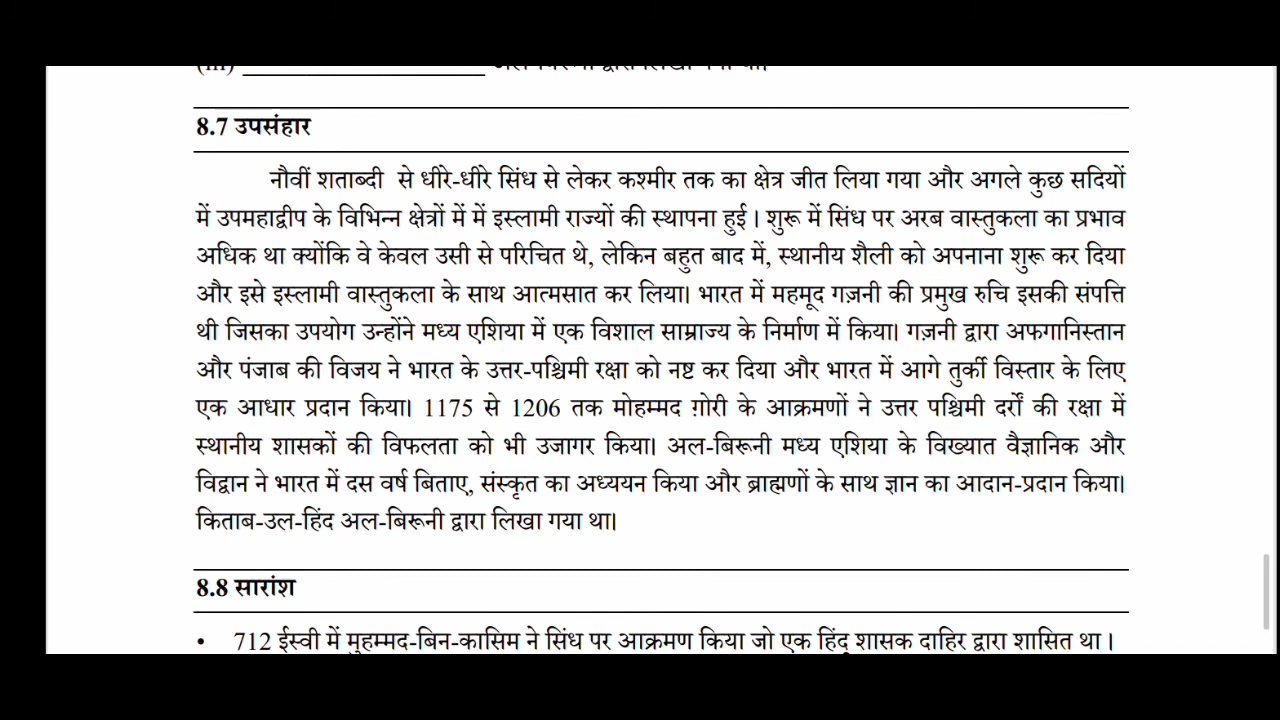 8.7 उपसंहार
नौवीं शताब्दी से धीरे-धीरे सिंध से लेकर कश्मीर तक का क्षेत्र जीत लिया गया और अगले कुछ सदियों
में उपमहाद्वीप के विभिन्न क्षेत्रों में में इस्लामी राज्यों की स्थापना हुई। शुरू में सिंध पर अरब वास्तुकला का प्रभाव
अधिक था क्योंकि वे केवल उसी से परिचित थे, लेकिन बहुत बाद में, स्थानीय शैली को अपनाना शुरू कर दिया
और इसे इस्लामी वास्तुकला के साथ आत्मसात कर लिया। भारत में महमूद गज़नी की प्रमुख रुचि इसकी संपत्ति
थी जिसका उपयोग उन्होंने मध्य एशिया में एक विशाल साम्राज्य के निर्माण में किया। गज़नी द्वारा अफगानिस्तान
और पंजाब की विजय ने भारत के उत्तर-पश्चिमी रक्षा को नष्ट कर दिया और भारत में आगे तुर्की विस्तार के लिए
एक आधार प्रदान किया। 1175 से 1206 तक मोहम्मद ग़ोरी के आक्रमणों ने उत्तर पश्चिमी दर्रों की रक्षा में
स्थानीय शासकों की विफलता को भी उजागर किया। अल-बिरूनी मध्य एशिया के विख्यात वैज्ञानिक और
विद्वान ने भारत में दस वर्ष बिताए, संस्कृत का अध्ययन किया और ब्राह्मणों के साथ ज्ञान का आदान-प्रदान किया।
किताब-उल-हिंद अल-बिरूनी द्वारा लिखा गया था।
8.8 सारांश
• 712 ईस्वी में मुहम्मद-बिन-कासिम ने सिंध पर आक्रमण किया जो एक हिंदू शासक दाहिर द्वारा शासित था।